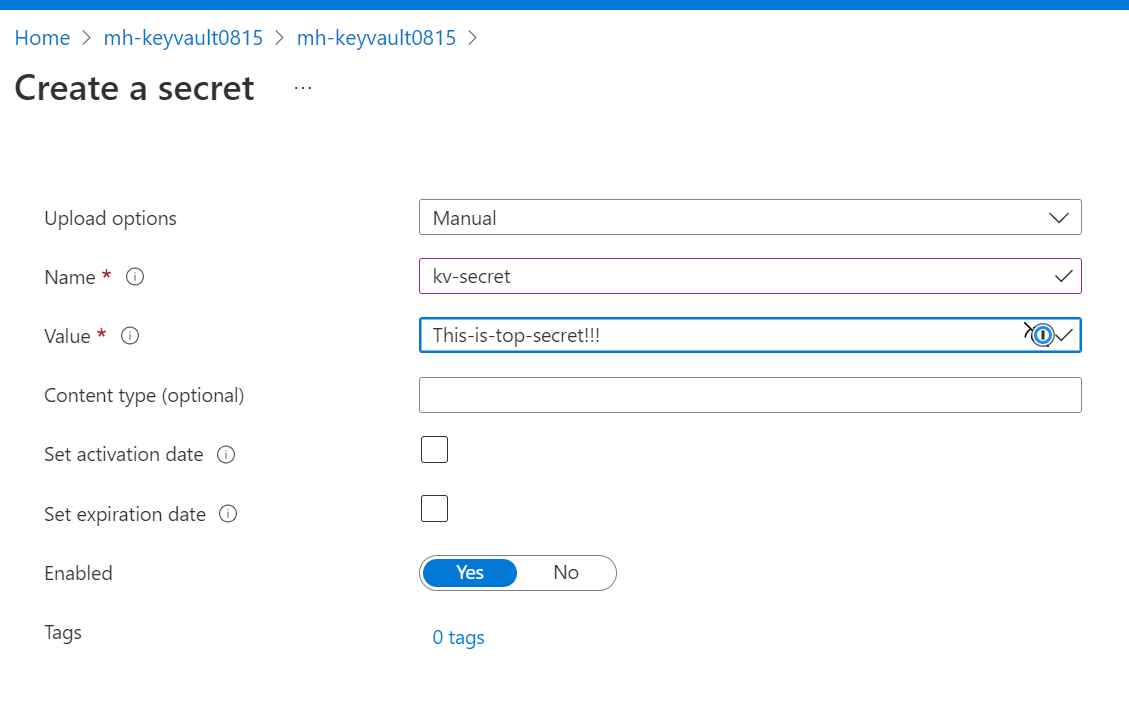 Home > mh-keyvault0815 > mh-keyvault0815 >
Create a secret ...
Upload options Manual
Name * kv-secret
Value * This-is-top-secret!!!
Content type (optional)
Set activation date
Set expiration date
Enabled Yes No
Tags 0 tags